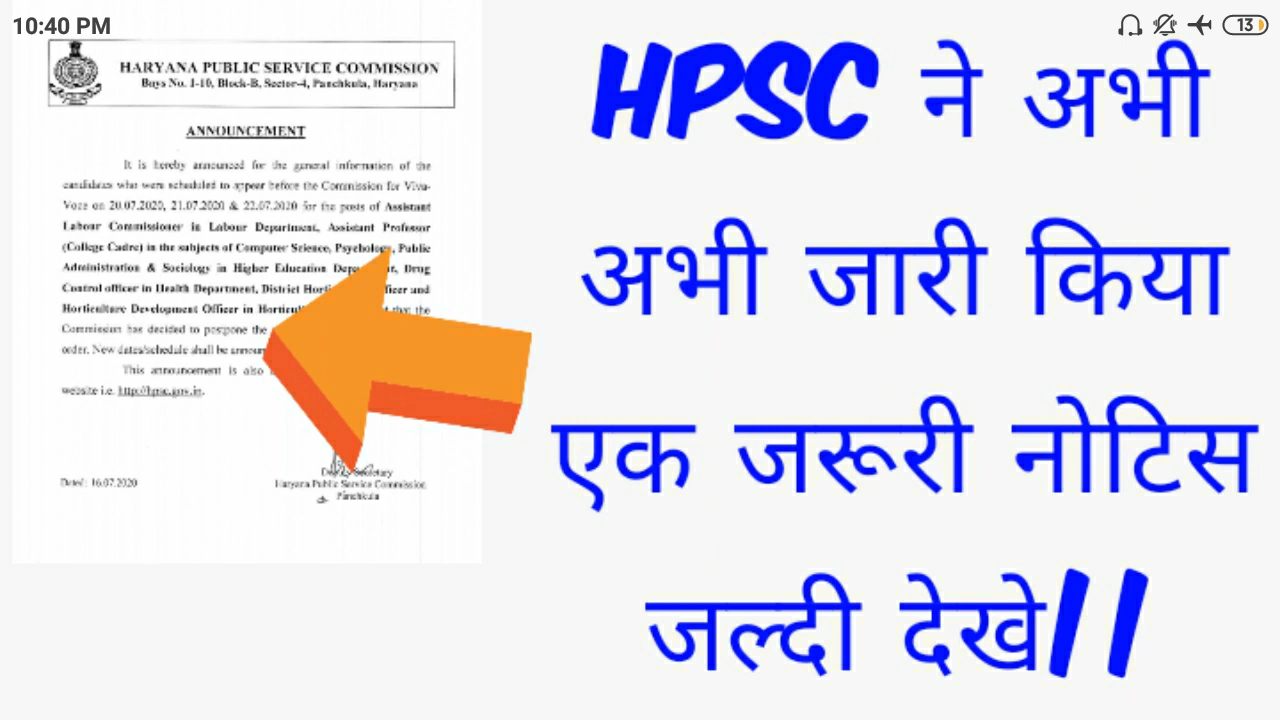 10:40 PM
13
HARYANA PUBLIC SERVICE COMMISSION
Bays No. 1-10, Block-B, Sector-4, Panchkula, Haryana
ANNOUNCEMENT
It is hereby announced for the general information of the
candidates who were scheduled to appear before the Commission for Viva-
Voce on 20.07.2020, 21.07.2020 & 22.07.2020 for the posts of Assistant
Labour Commissioner in Labour Department, Assistant Professor
(College Cadre) in the subjects of Computer Science, Psychology, Public
Administration & Sociology in Higher Education Drug
Control officer in Health Department, District and
Horticulture Development Officer in that the
Commission has decided to postpone the
order. New dates/schedule shall be
This announcement is also
website i.e. http://hpsc.gov.in.
Secretary
Dated: 16.07.2020
Haryana Public Service Commission
Panchkula
HPSC ने अभी
अभी जारी किया
एक जरूरी नोटिस
जल्दी देखे!!